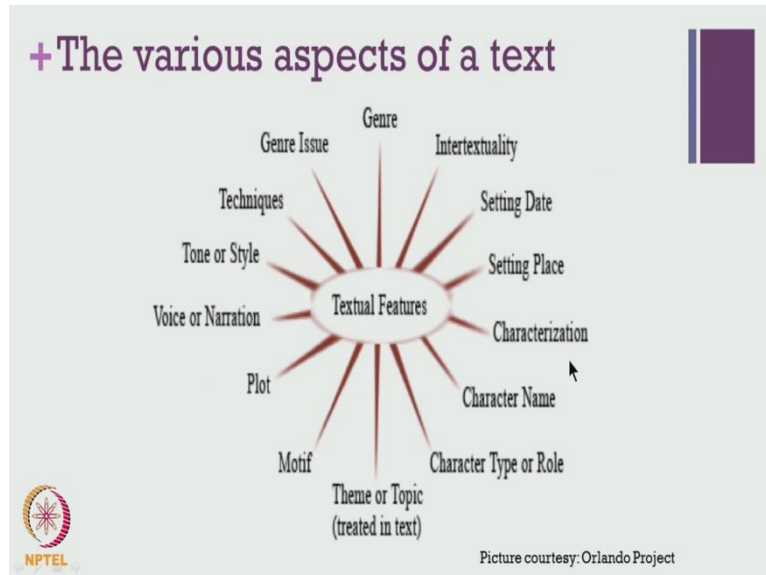 +The various aspects of a text
Genre
Genre Issue
Intertextuality
Techniques
Setting Date
Tone or Style
Setting Place
Textual Features
Voice or Narration
Characterization
Plot
Character Name
Motif
Character Type or Role
Theme or Topic
(treated in text)
NPTEL
Picture courtesy: Orlando Project